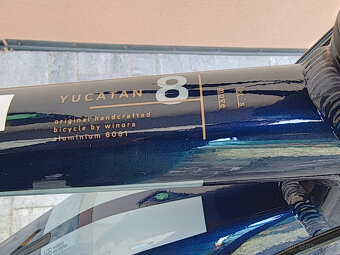 YUCATAN 8
original handcrafted
bicycle by winora
aluminium 6061